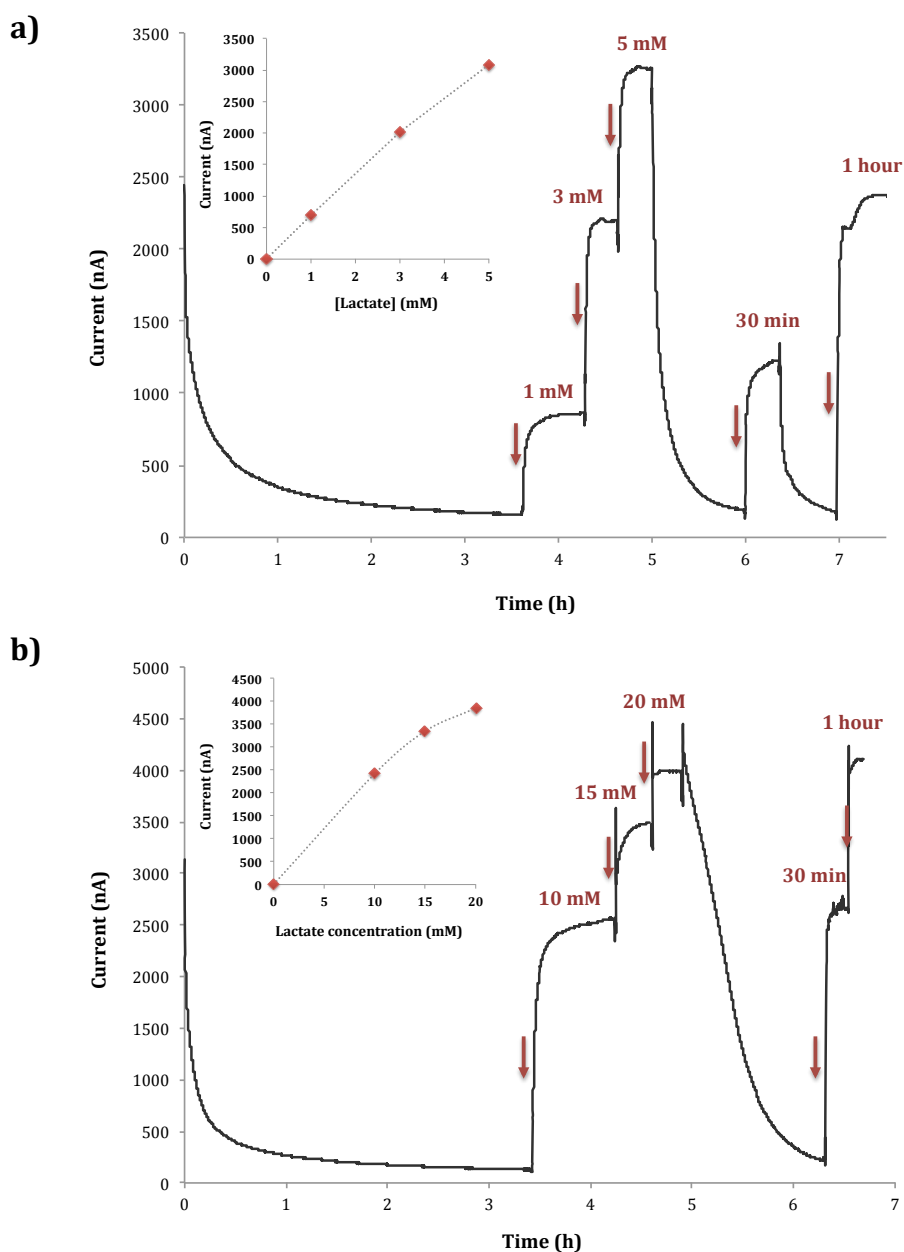 a)
3500
3000
2500
2000
1500
1000
500
0
Current (nA)
0 1 2 3 4 5 6 7
Time (h)
3500
3000
2500
2000
1500
1000
500
0
Current (nA)
0 1 2 3 4 5
[Lactate] (mM)
1 mM
3 mM
5 mM
30 min
1 hour
b)
5000
4500
4000
3500
3000
2500
2000
1500
1000
500
0
Current (nA)
0 1 2 3 4 5 6 7
Time (h)
4500
4000
3500
3000
2500
2000
1500
1000
500
0
Current (nA)
0 5 10 15 20
Lactate concentration (mM)
10 mM
15 mM
20 mM
30 min
1 hour